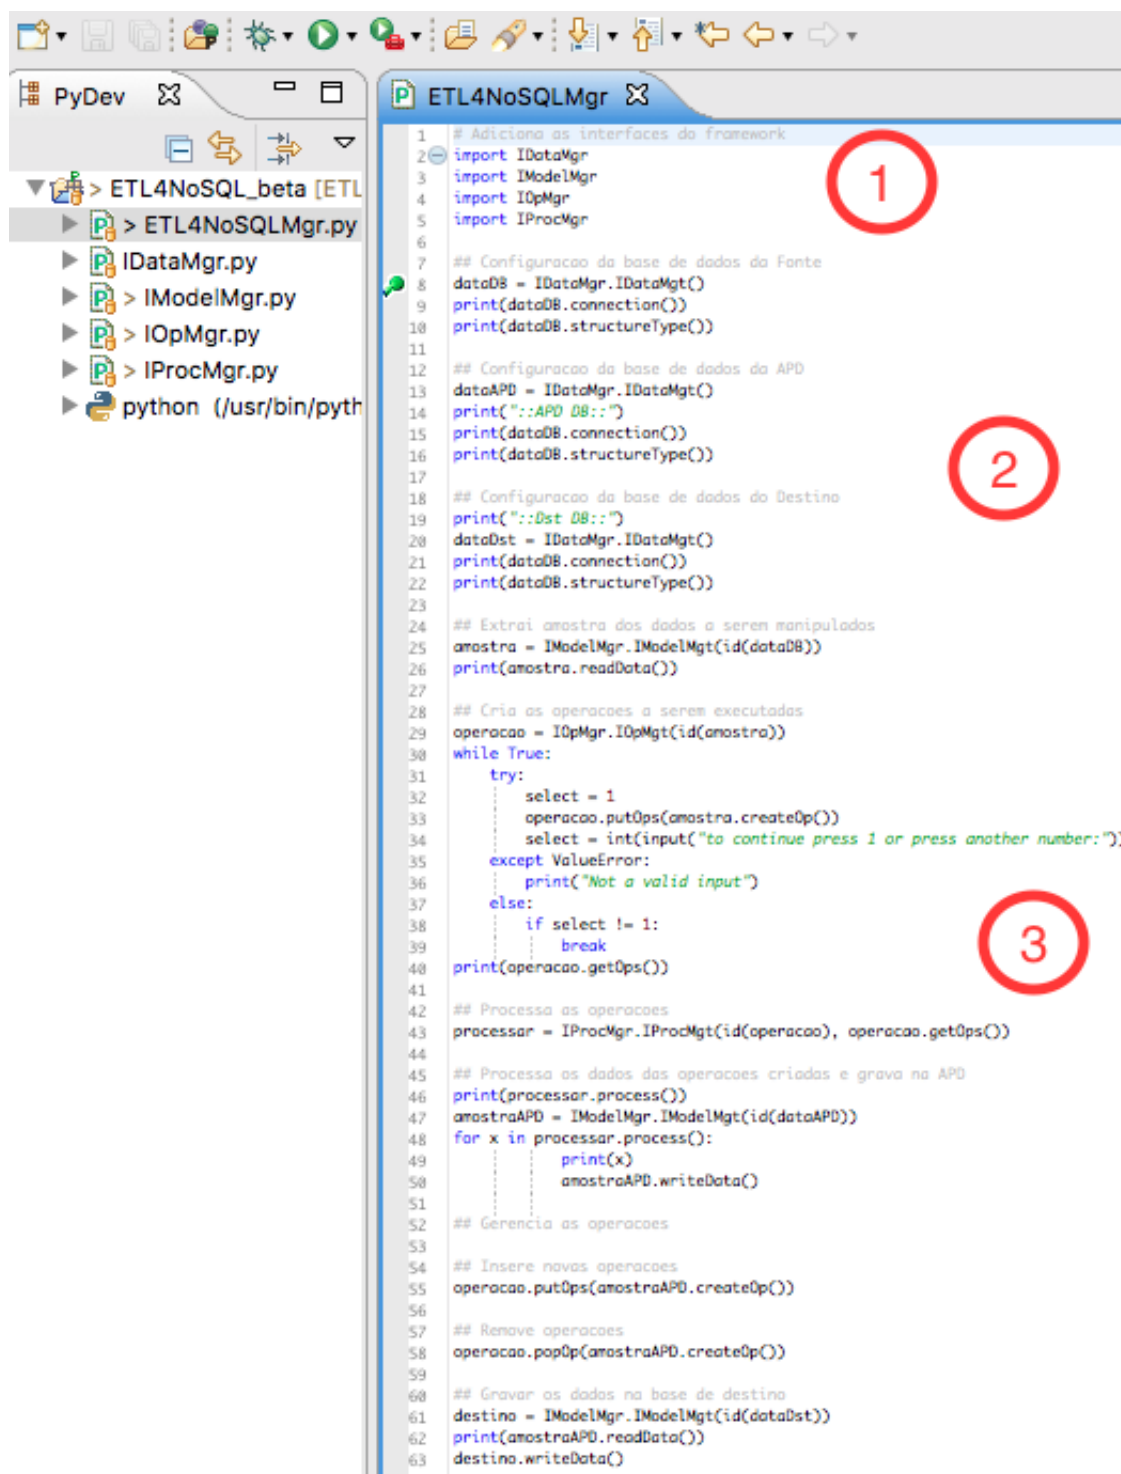 PyDev
ETL4NoSQLMgr
> ETL4NoSQL_beta [ETL
> ETL4NoSQLMgr.py
IDataMgr.py
> IModelMgr.py
> IOpMgr.py
> IProcMgr.py
python (/usr/bin/pyth
1 # Adiciona as interfaces do framework
2 import IDataMgr
3 import IModelMgr
4 import IOpMgr
5 import IProcMgr
1
6
7 ## Configuracao da base de dados da Fonte
8 dataDB = IDataMgr.IDataMgt()
9 print(dataDB.connection())
10 print(dataDB.structureType())
11
12 ## Configuracao da base de dados da APD
13 dataAPD = IDataMgr.IDataMgt()
14 print("::APD DB::")
15 print(dataDB.connection())
16 print(dataDB.structureType())
2
17
18 ## Configuracao da base de dados do Destino
19 print("::Dst DB::")
20 dataDst = IDataMgr.IDataMgt()
21 print(dataDB.connection())
22 print(dataDB.structureType())
23
24 ## Extrai amostra dos dados a serem manipulados
25 amostra = IModelMgr.IModelMgt(id(dataDB))
26 print(amostra.readData())
27
28 ## Cria as operacoes a serem executadas
29 operacao = IOpMgr.IOpMgt(id(amostra))
30 while True:
31 try:
32 select = 1
33 operacao.putOps(amostra.createOp())
34 select = int(input("to continue press 1 or press another number:"))
35 except ValueError:
36 print("Not a valid input")
37 else:
38 if select != 1:
39 break
3
40 print(operacao.getOps())
41
42 ## Processa as operacoes
43 processar = IProcMgr.IProcMgt(id(operacao), operacao.getOps())
44
45 ## Processa os dados das operacoes criadas e grava na APD
46 print(processar.process())
47 amostraAPD = IModelMgr.IModelMgt(id(dataAPD))
48 for x in processar.process():
49 print(x)
50 amostraAPD.writeData()
51
52 ## Gerencia as operacoes
53
54 ## Insere novas operacoes
55 operacao.putOps(amostraAPD.createOp())
56
57 ## Remove operacoes
58 operacao.popOp(amostraAPD.createOp())
59
60 ## Gravar os dados na base de destino
61 destino = IModelMgr.IModelMgt(id(dataDst))
62 print(amostraAPD.readData())
63 destino.writeData()